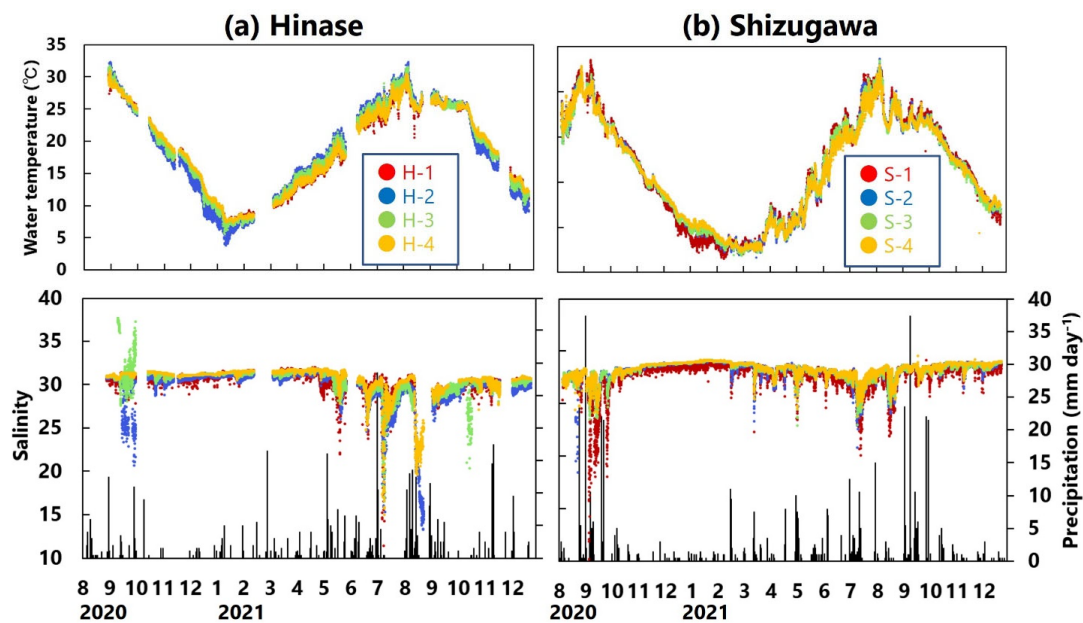 (a) Hinase
(b) Shizugawa
Water temperature (℃)
35
30
25
20
15
10
5
0
H-1
H-2
H-3
H-4
S-1
S-2
S-3
S-4
Salinity
40
35
30
25
20
15
10
Precipitation (mm day⁻¹)
40
35
30
25
20
15
10
5
0
8 9 10 11 12 1 2 3 4 5 6 7 8 9 10 11 12
2020 2021
8 9 10 11 12 1 2 3 4 5 6 7 8 9 10 11 12
2020 2021